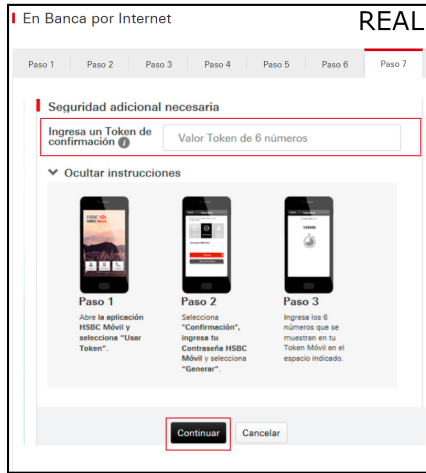 En Banca por Internet
REAL
Paso 1 Paso 2 Paso 3 Paso 4 Paso 5 Paso 6 Paso 7
Seguridad adicional necesaria
Ingresa un Token de
confirmación i
Valor Token de 6 números
Ocultar instrucciones
HSBC
HSBC Móvil
Paso 1
Abre la aplicación
HSBC Móvil y
selecciona "Usar
Token".
Paso 2
Selecciona
"Confirmación",
ingresa tu
Contraseña HSBC
Móvil y selecciona
"Generar".
Paso 3
Ingresa los 6
números que se
muestran en tu
Token Móvil en el
espacio indicado.
Continuar Cancelar